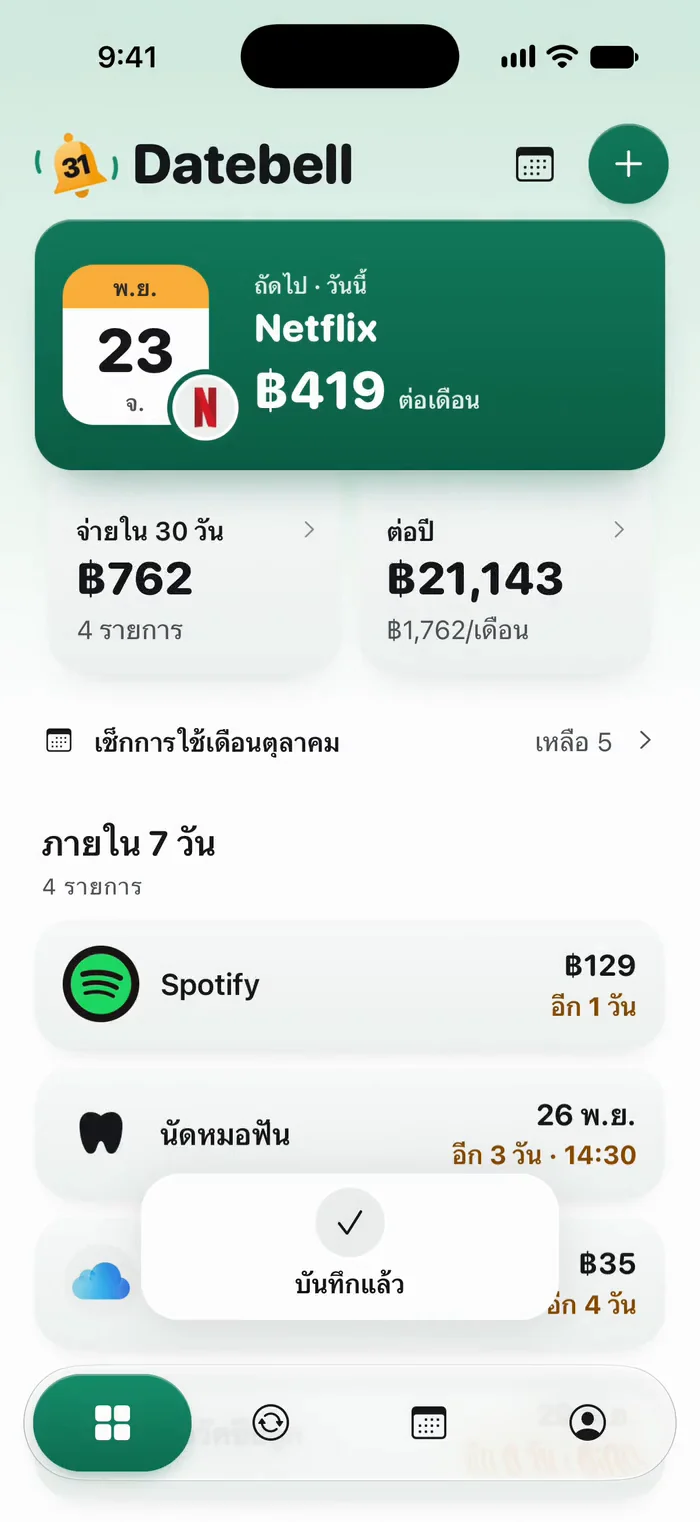 9:41
31
Datebell
พ.ย.
23
จ.
N
ถัดไป · วันนี้
Netflix
฿419 ต่อเดือน
จ่ายใน 30 วัน
฿762
4 รายการ
ต่อปี
฿21,143
฿1,762/เดือน
เช็กการใช้เดือนตุลาคม
เหลือ 5
ภายใน 7 วัน
4 รายการ
Spotify
฿129
อีก 1 วัน
นัดหมอฟัน
26 พ.ย.
อีก 3 วัน · 14:30
฿35
อีก 4 วัน
บันทึกแล้ว